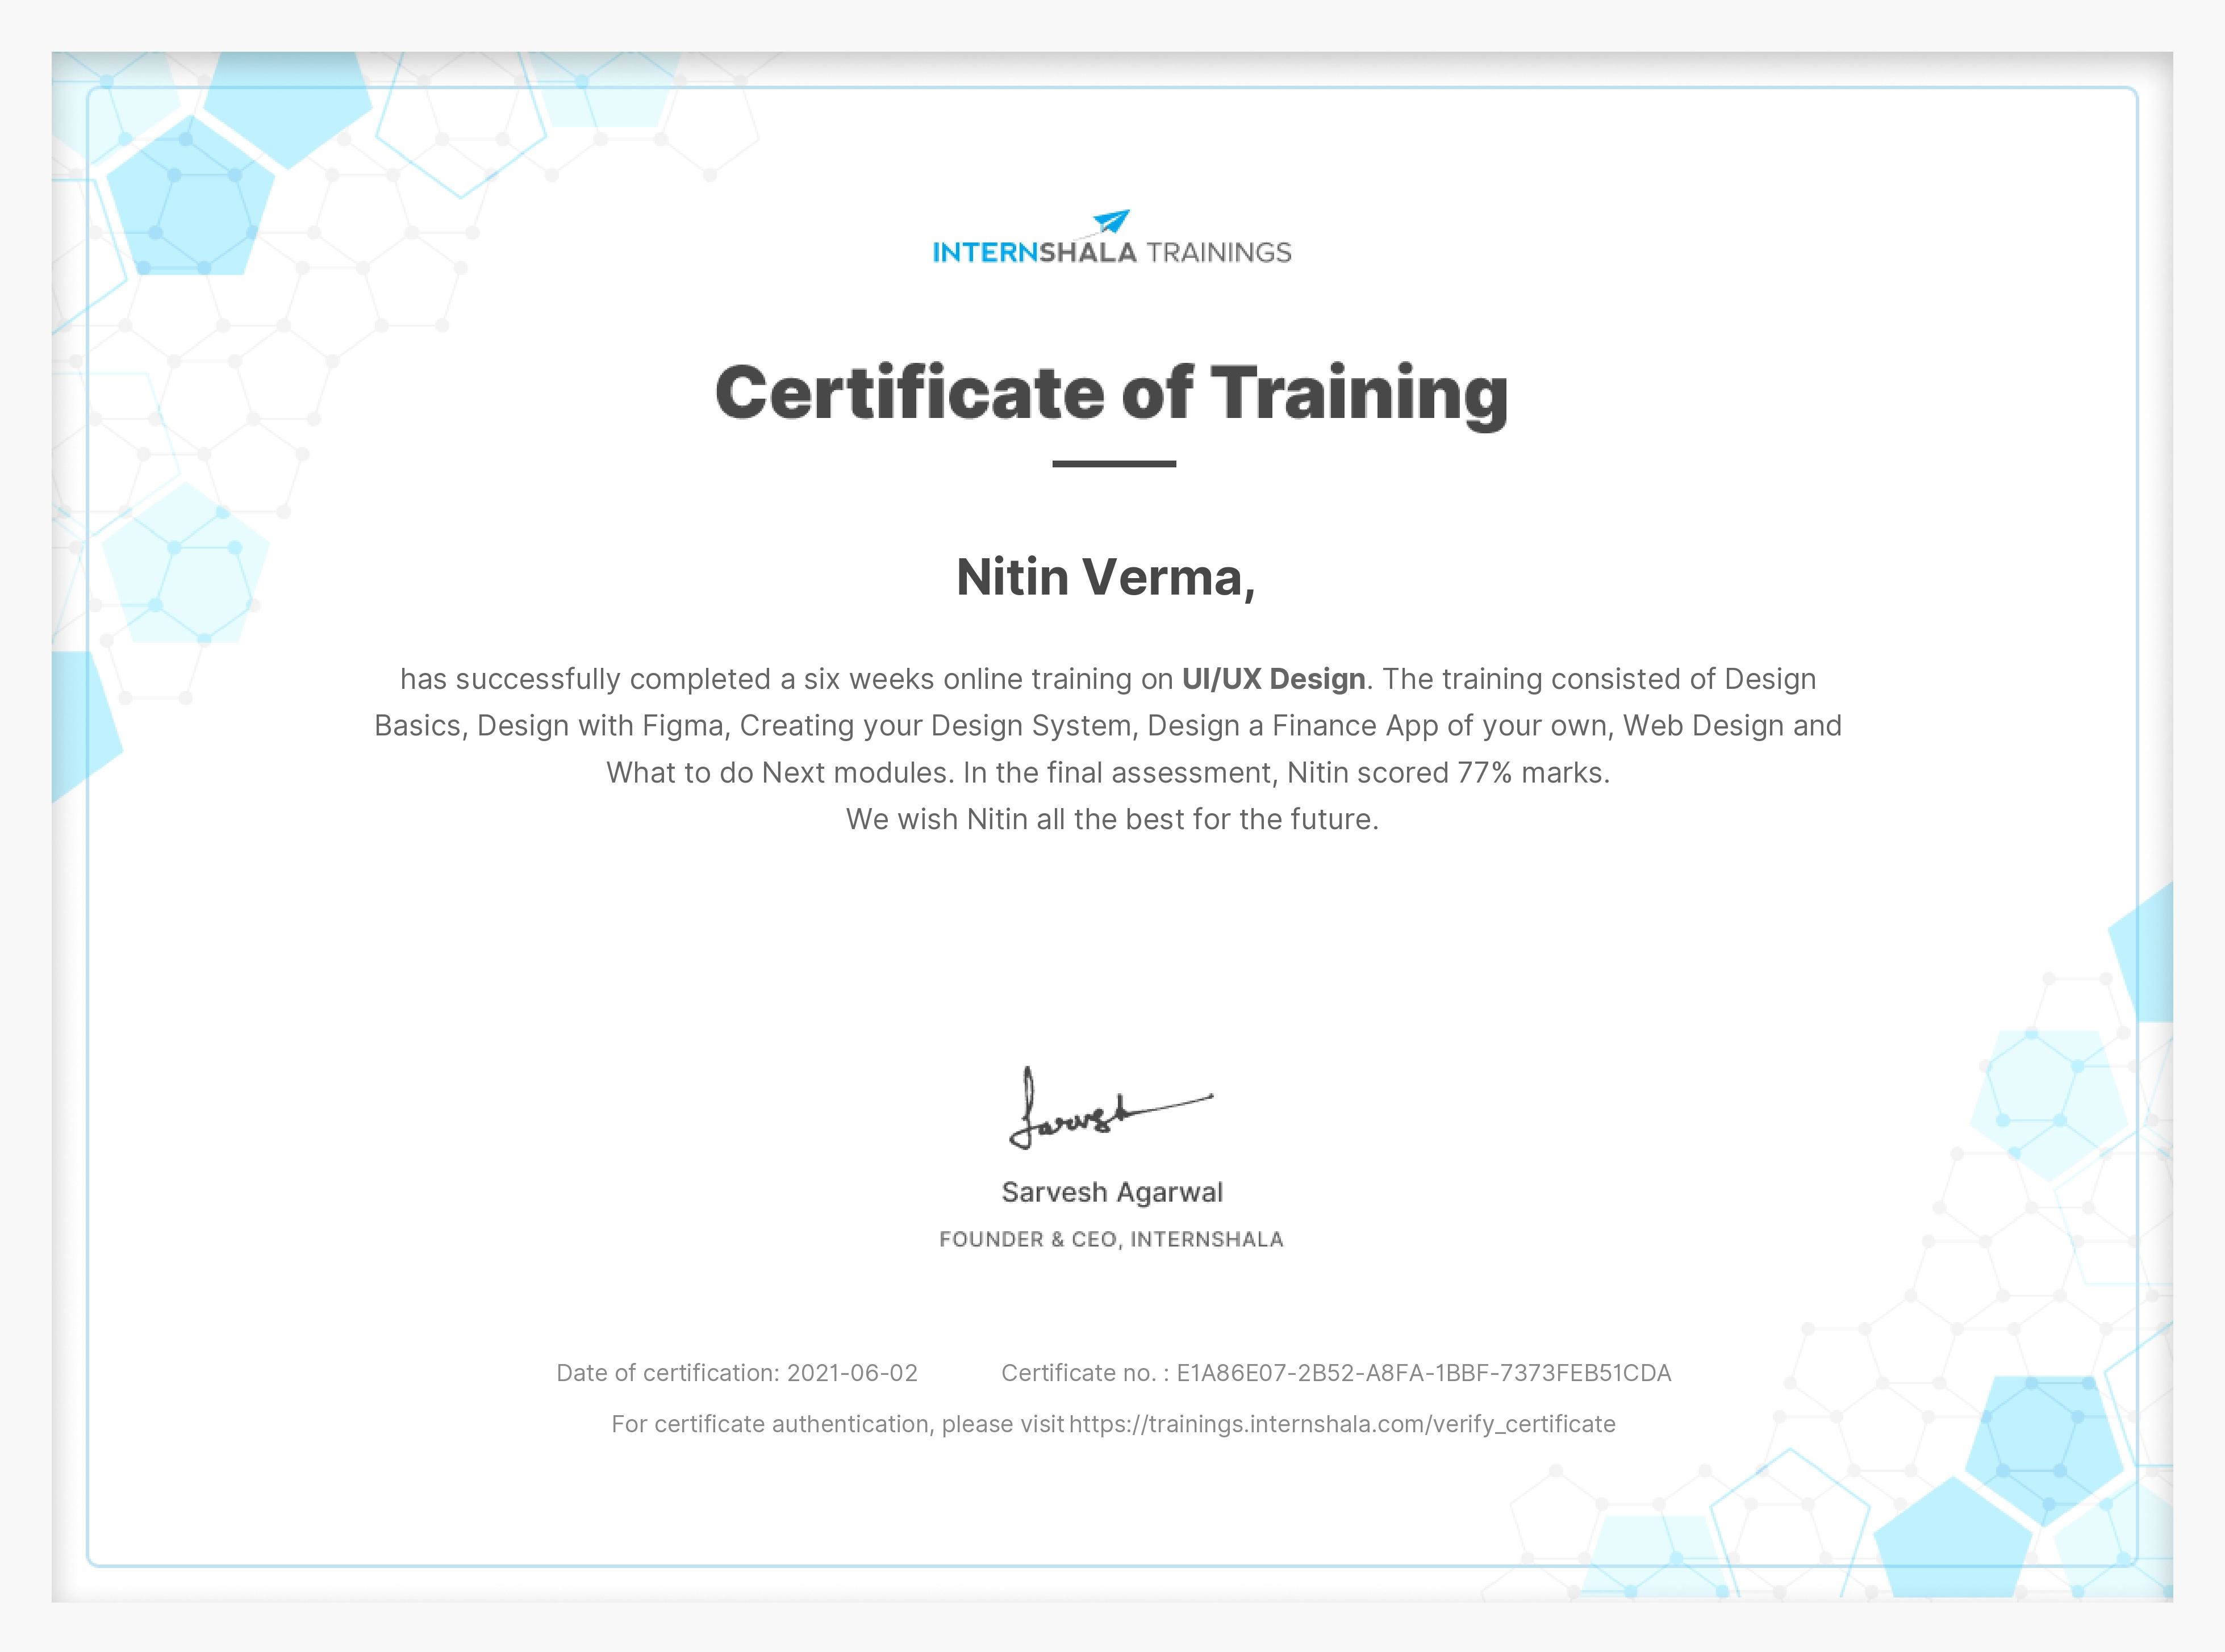 INTERNSHALA TRAININGS
Certificate of Training
Nitin Verma,
has successfully completed a six weeks online training on UI/UX Design. The training consisted of Design
Basics, Design with Figma, Creating your Design System, Design a Finance App of your own, Web Design and
What to do Next modules. In the final assessment, Nitin scored 77% marks.
We wish Nitin all the best for the future.
Sarvesh
Sarvesh Agarwal
FOUNDER & CEO, INTERNSHALA
Date of certification: 2021-06-02 Certificate no. : E1A86E07-2B52-A8FA-1BBF-7373FEB51CDA
For certificate authentication, please visit https://trainings.internshala.com/verify_certificate